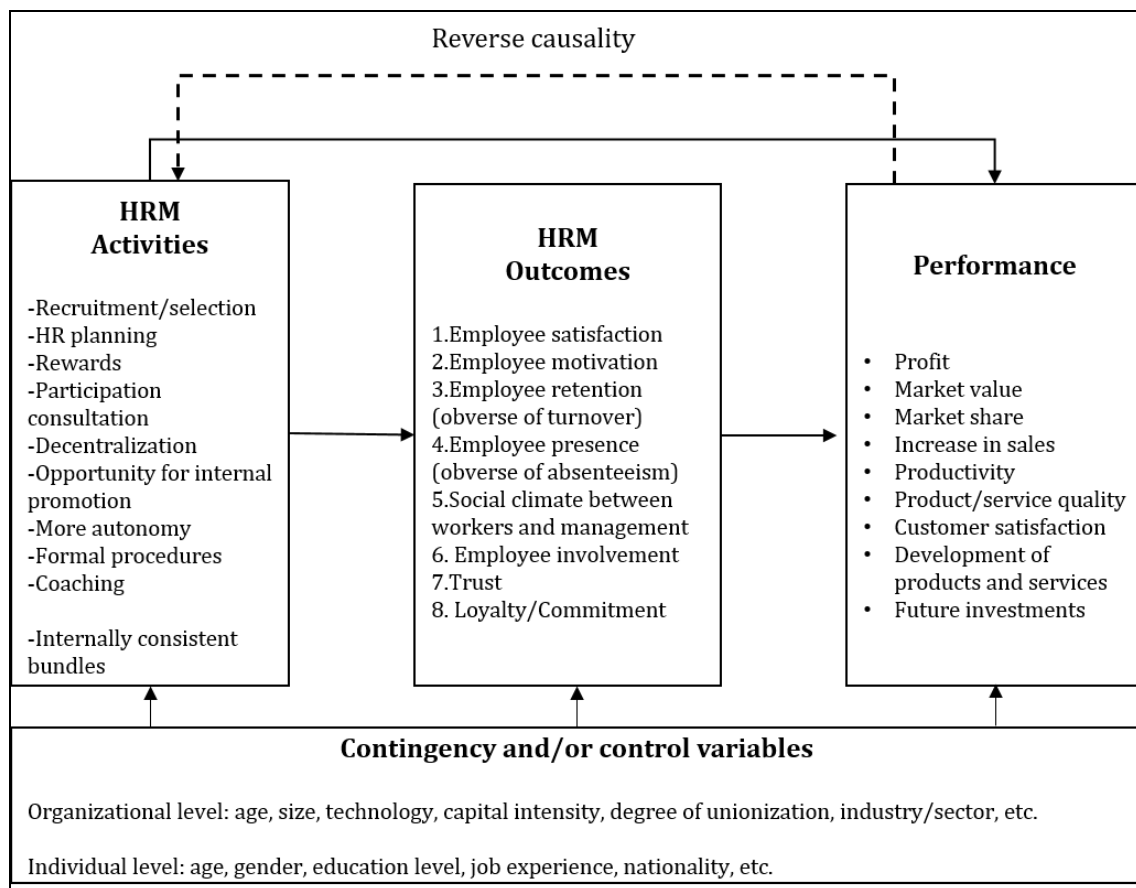 Reverse causality
HRM
Activities
-Recruitment/selection
-HR planning
-Rewards
-Participation
consultation
-Decentralization
-Opportunity for internal
promotion
-More autonomy
-Formal procedures
-Coaching
-Internally consistent
bundles
HRM
Outcomes
1.Employee satisfaction
2.Employee motivation
3.Employee retention
(obverse of turnover)
4.Employee presence
(obverse of absenteeism)
5.Social climate between
workers and management
6. Employee involvement
7.Trust
8. Loyalty/Commitment
Performance
• Profit
• Market value
• Market share
• Increase in sales
• Productivity
• Product/service quality
• Customer satisfaction
• Development of
products and services
• Future investments
Contingency and/or control variables
Organizational level: age, size, technology, capital intensity, degree of unionization, industry/sector, etc.
Individual level: age, gender, education level, job experience, nationality, etc.